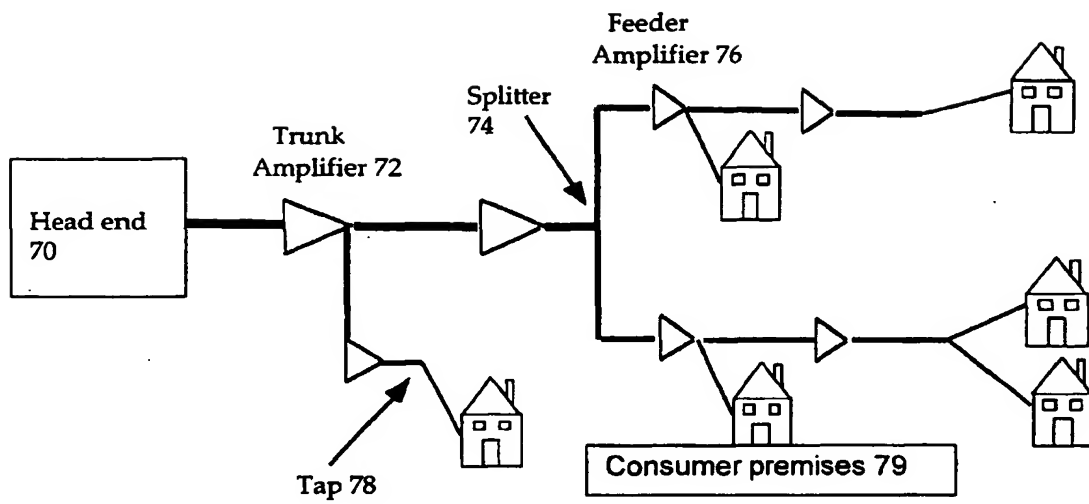 Feeder
Amplifier 76
Splitter
74
Trunk
Amplifier 72
Head end
70
Tap 78
Consumer premises 79